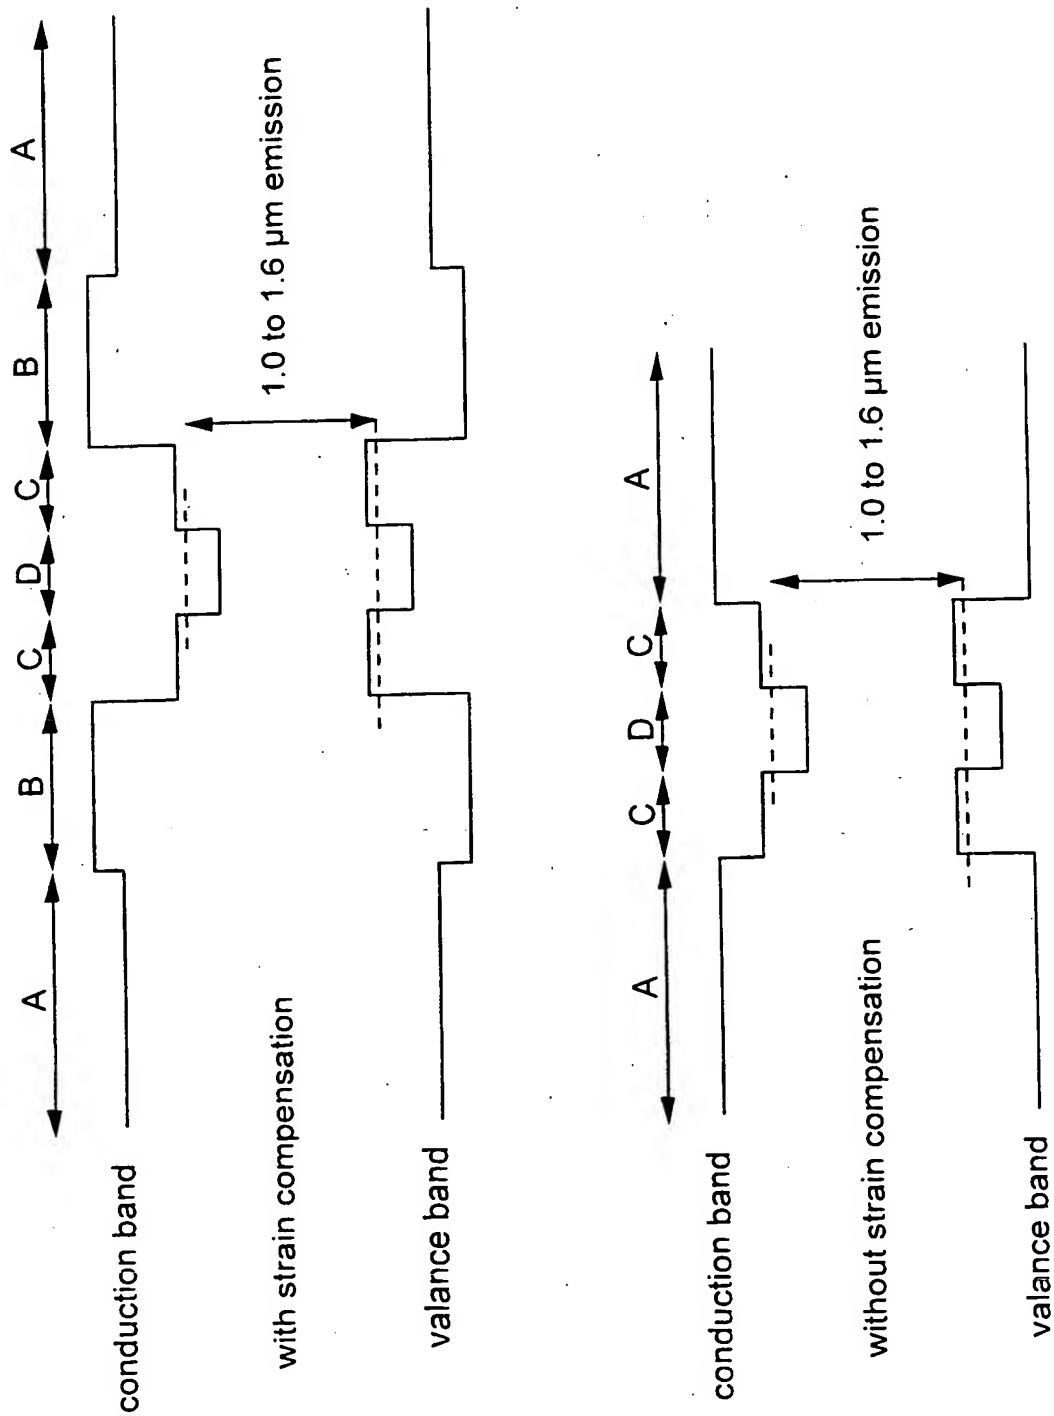 A B C D C B A
conduction band
1.0 to 1.6 µm emission
with strain compensation
valance band
A C D C A
conduction band
1.0 to 1.6 µm emission
without strain compensation
valance band